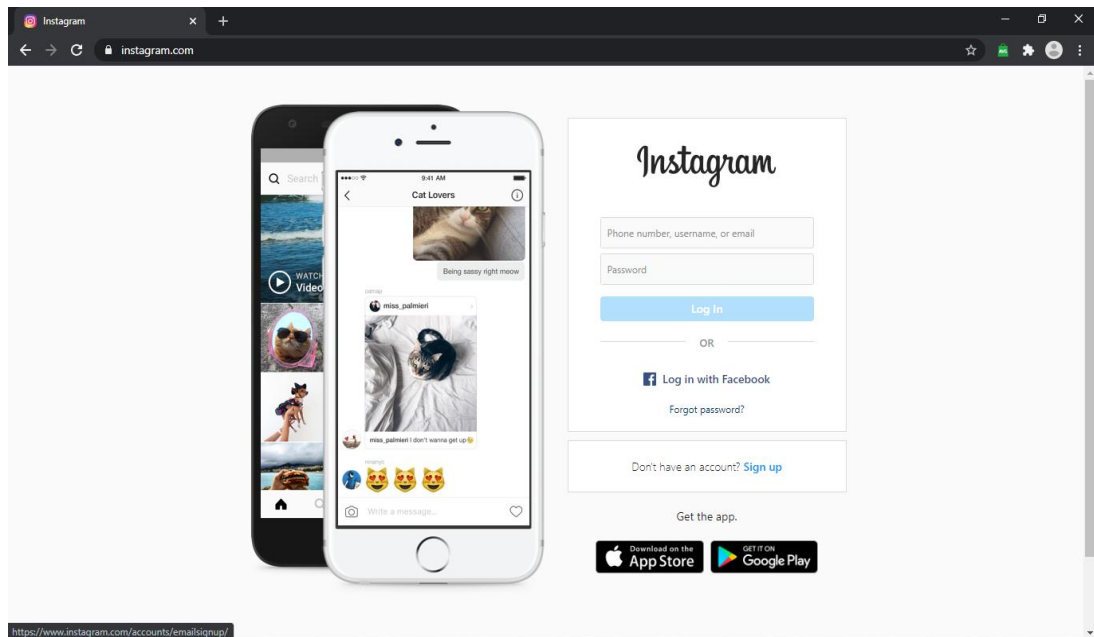 Instagram
instagram.com
Search
WATCH
Video
9:41 AM
Cat Lovers
Being sassy right meow
miss_palmieri
miss_palmieri I don't wanna get up😉
Write a message...
Instagram
Phone number, username, or email
Password
Log In
OR
Log in with Facebook
Forgot password?
Don't have an account? Sign up
Get the app.
Download on the
App Store
GET IT ON
Google Play
https://www.instagram.com/accounts/emailsignup/